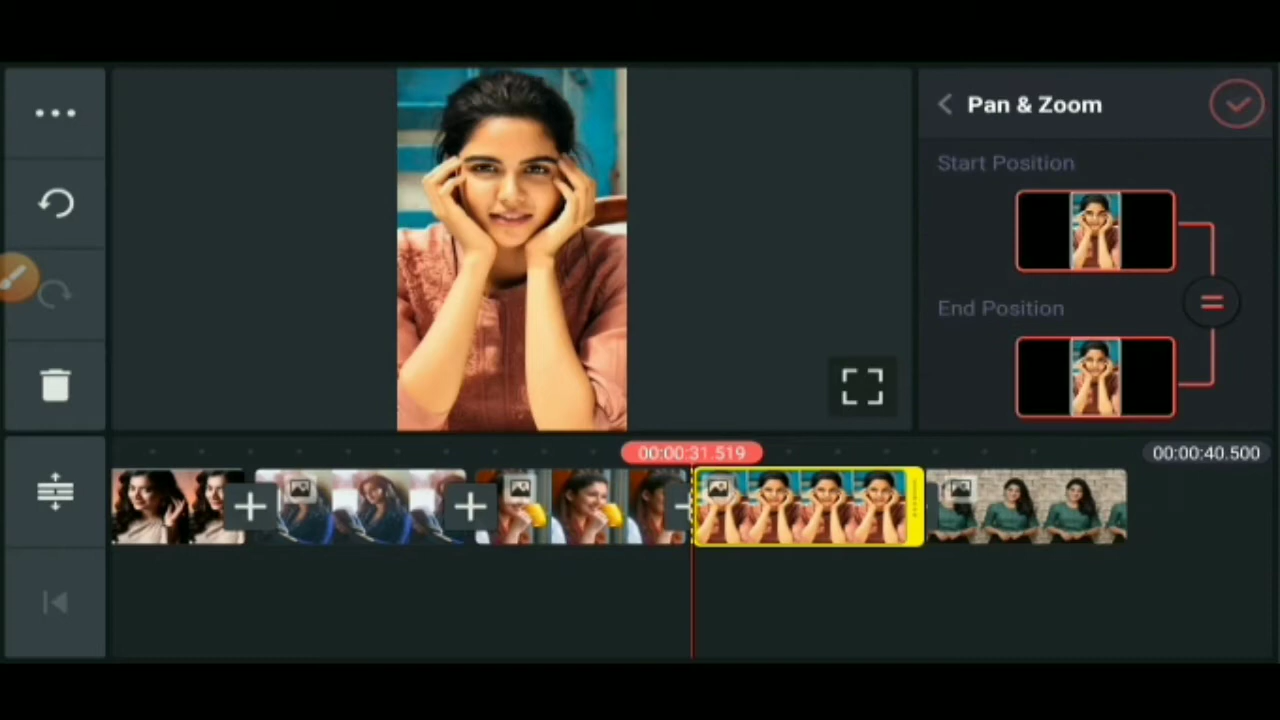 Pan & Zoom
Start Position
End Position
00:00:31.519
00:00:40.500